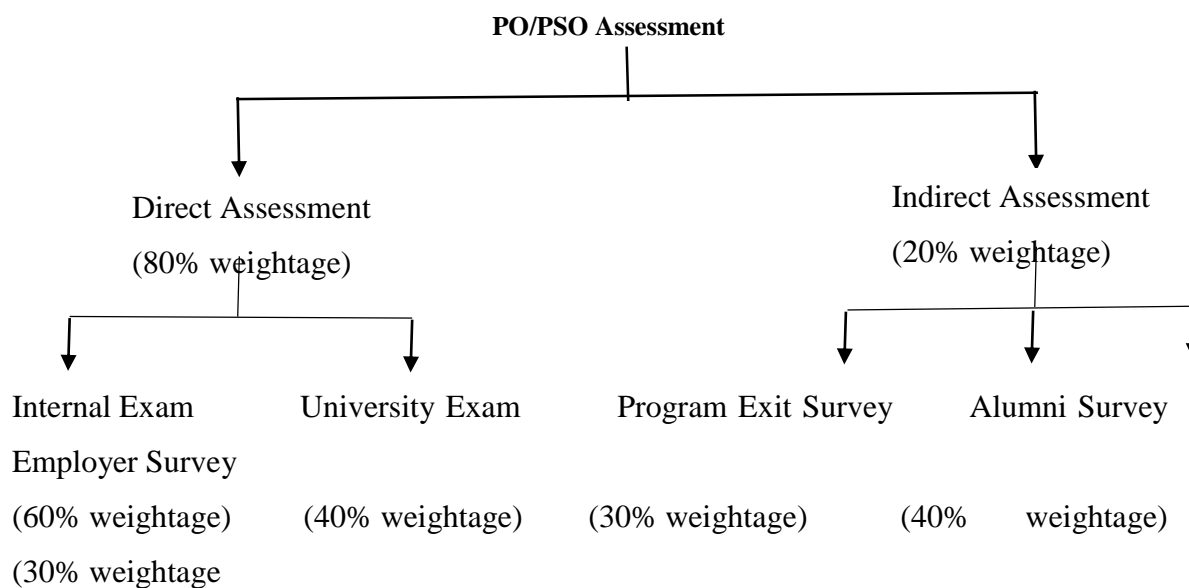 PO/PSO Assessment
Direct Assessment
(80% weightage)
Indirect Assessment
(20% weightage)
Internal Exam University Exam Program Exit Survey Alumni Survey
Employer Survey
(60% weightage) (40% weightage) (30% weightage) (40% weightage)
(30% weightage